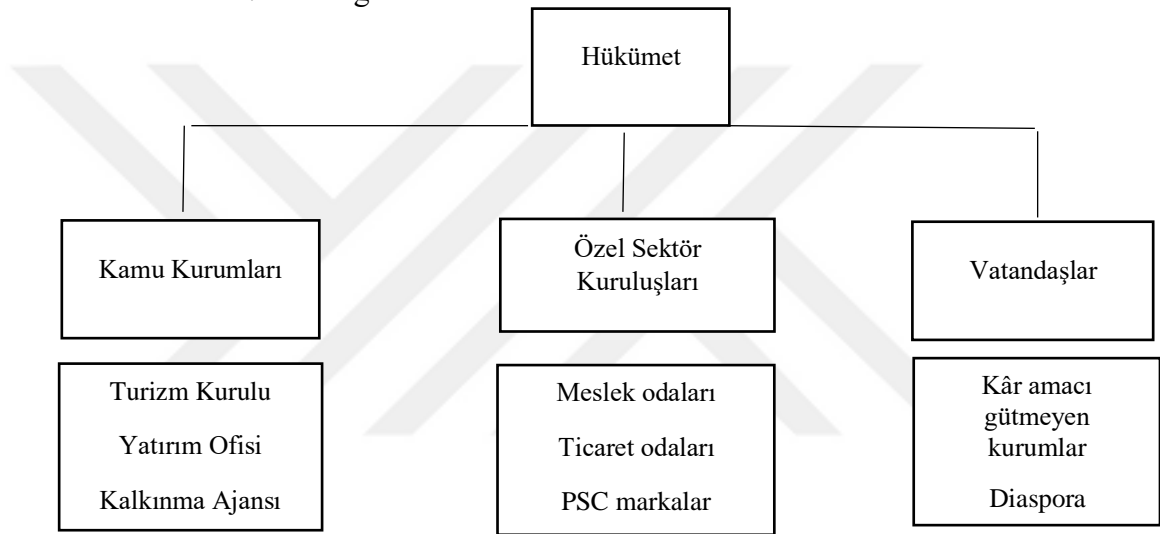 Hükümet
Kamu Kurumları
Özel Sektör
Kuruluşları
Vatandaşlar
Turizm Kurulu
Yatırım Ofisi
Kalkınma Ajansı
Meslek odaları
Ticaret odaları
PSC markalar
Kâr amacı
gütmeyen
kurumlar
Diaspora